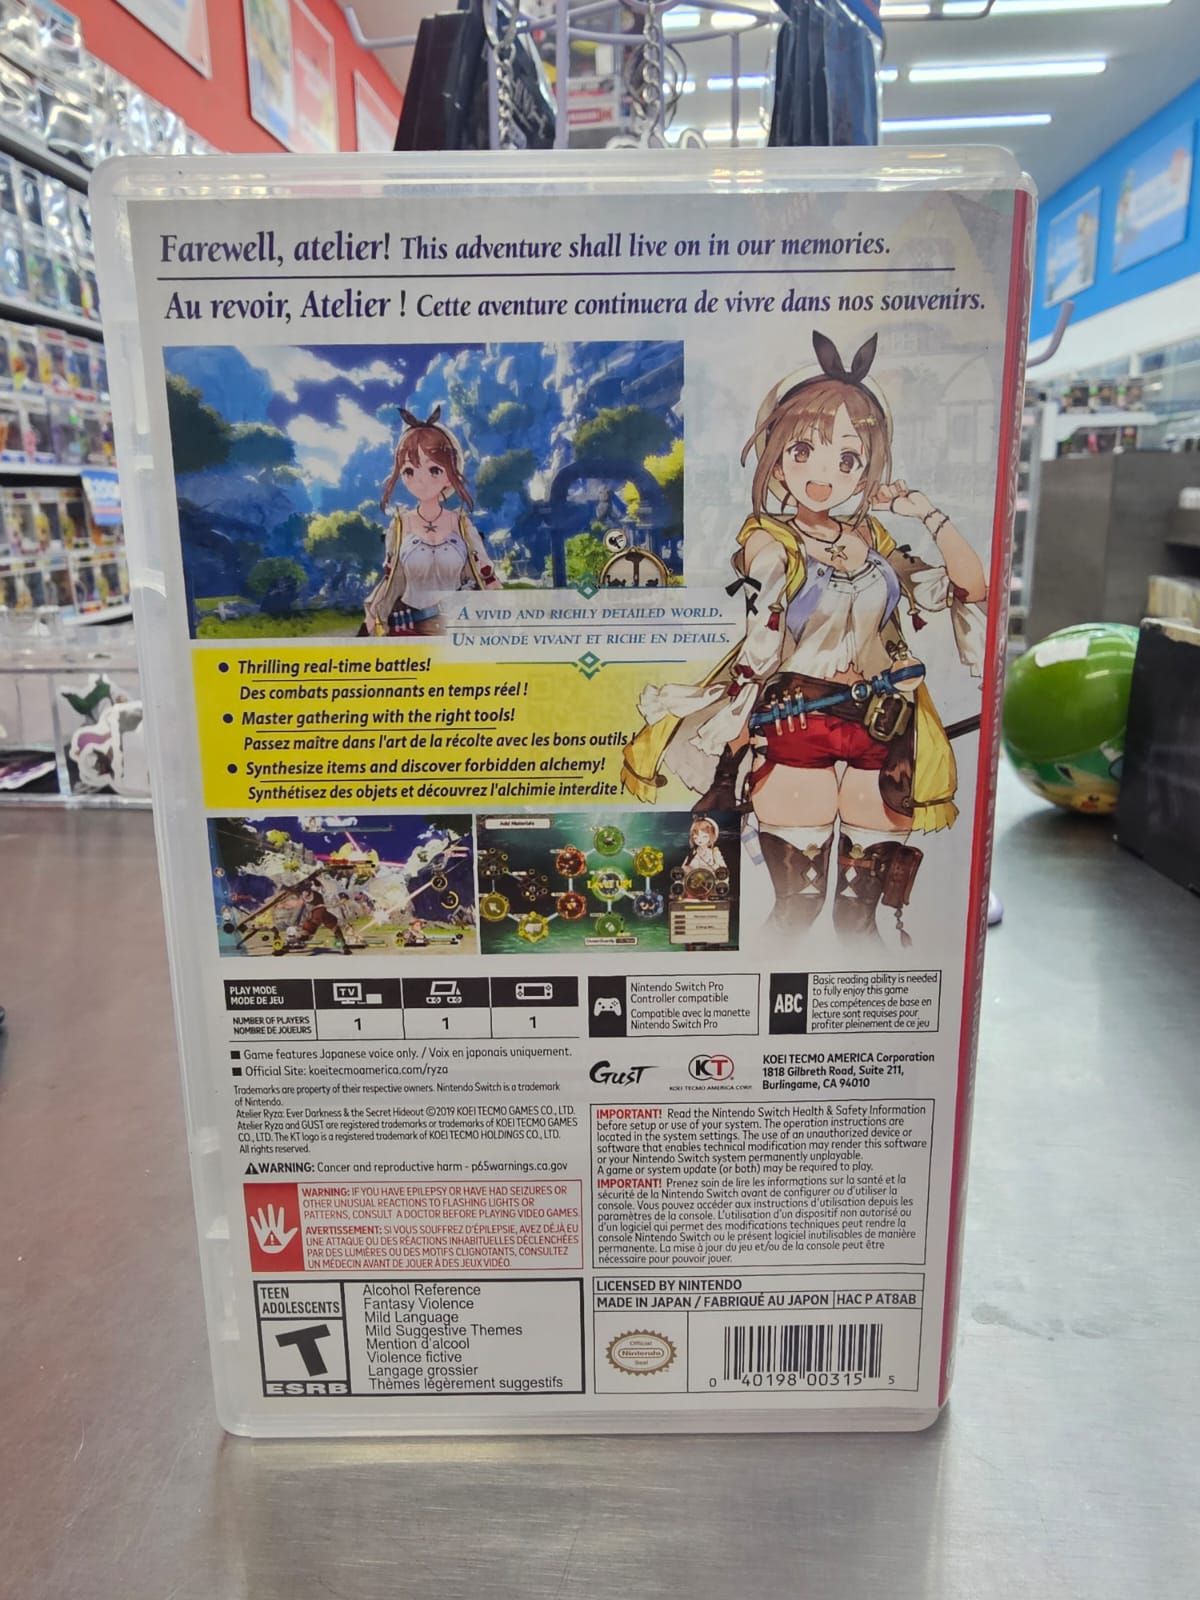 Farewell, atelier! This adventure shall live on in our memories.
Au revoir, Atelier ! Cette aventure continuera de vivre dans nos souvenirs.
A VIVID AND RICHLY DETAILED WORLD.
UN MONDE VIVANT ET RICHE EN DÉTAILS.
● Thrilling real-time battles!
Des combats passionnants en temps réel !
● Master gathering with the right tools!
Passez maître dans l'art de la récolte avec les bons outils !
● Synthesize items and discover forbidden alchemy!
Synthétisez des objets et découvrez l'alchimie interdite !
Add Materials
LEVEL UP!
PLAY MODE
MODE DE JEU
TV
NUMBER OF PLAYERS
NOMBRE DE JOUEURS
1
1
1
Nintendo Switch Pro
Controller compatible
Compatible avec la manette
Nintendo Switch Pro
ABC
Basic reading ability is needed
to fully enjoy this game
Des compétences de base en
lecture sont requises pour
profiter pleinement de ce jeu
■ Game features Japanese voice only. / Voix en japonais uniquement.
■ Official Site: koeitecmoamerica.com/ryza
Trademarks are property of their respective owners. Nintendo Switch is a trademark
of Nintendo.
Atelier Ryza: Ever Darkness & the Secret Hideout ©2019 KOEI TECMO GAMES CO., LTD.
Atelier Ryza and GUST are registered trademarks or trademarks of KOEI TECMO GAMES
CO., LTD. The KT logo is a registered trademark of KOEI TECMO HOLDINGS CO., LTD.
All rights reserved.
⚠WARNING: Cancer and reproductive harm - p65warnings.ca.gov
GUST
KT
KOEI TECMO AMERICA CORP.
KOEI TECMO AMERICA Corporation
1818 Gilbreth Road, Suite 211,
Burlingame, CA 94010
WARNING: IF YOU HAVE EPILEPSY OR HAVE HAD SEIZURES OR
OTHER UNUSUAL REACTIONS TO FLASHING LIGHTS OR
PATTERNS, CONSULT A DOCTOR BEFORE PLAYING VIDEO GAMES.
AVERTISSEMENT: SI VOUS SOUFFREZ D'ÉPILEPSIE, AVEZ DÉJÀ EU
UNE ATTAQUE OU DES RÉACTIONS INHABITUELLES DÉCLENCHÉES
PAR DES LUMIÈRES OU DES MOTIFS CLIGNOTANTS, CONSULTEZ
UN MÉDECIN AVANT DE JOUER À DES JEUX VIDÉO.
IMPORTANT! Read the Nintendo Switch Health & Safety Information
before setup or use of your system. The operation instructions are
located in the system settings. The use of an unauthorized device or
software that enables technical modification may render this software
or your Nintendo Switch system permanently unplayable.
A game or system update (or both) may be required to play.
IMPORTANT! Prenez soin de lire les informations sur la santé et la
sécurité de la Nintendo Switch avant de configurer ou d'utiliser la
console. Vous pouvez accéder aux instructions d'utilisation depuis les
paramètres de la console. L'utilisation d'un dispositif non autorisé ou
d'un logiciel qui permet des modifications techniques peut rendre la
console Nintendo Switch ou le présent logiciel inutilisables de manière
permanente. La mise à jour du jeu et/ou de la console peut être
nécessaire pour pouvoir jouer.
TEEN
ADOLESCENTS
T
ESRB
Alcohol Reference
Fantasy Violence
Mild Language
Mild Suggestive Themes
Mention d'alcool
Violence fictive
Langage grossier
Thèmes légèrement suggestifs
LICENSED BY NINTENDO
MADE IN JAPAN / FABRIQUÉ AU JAPON
HAC P AT8AB
Official
Nintendo
Seal
0 40198 00315 5